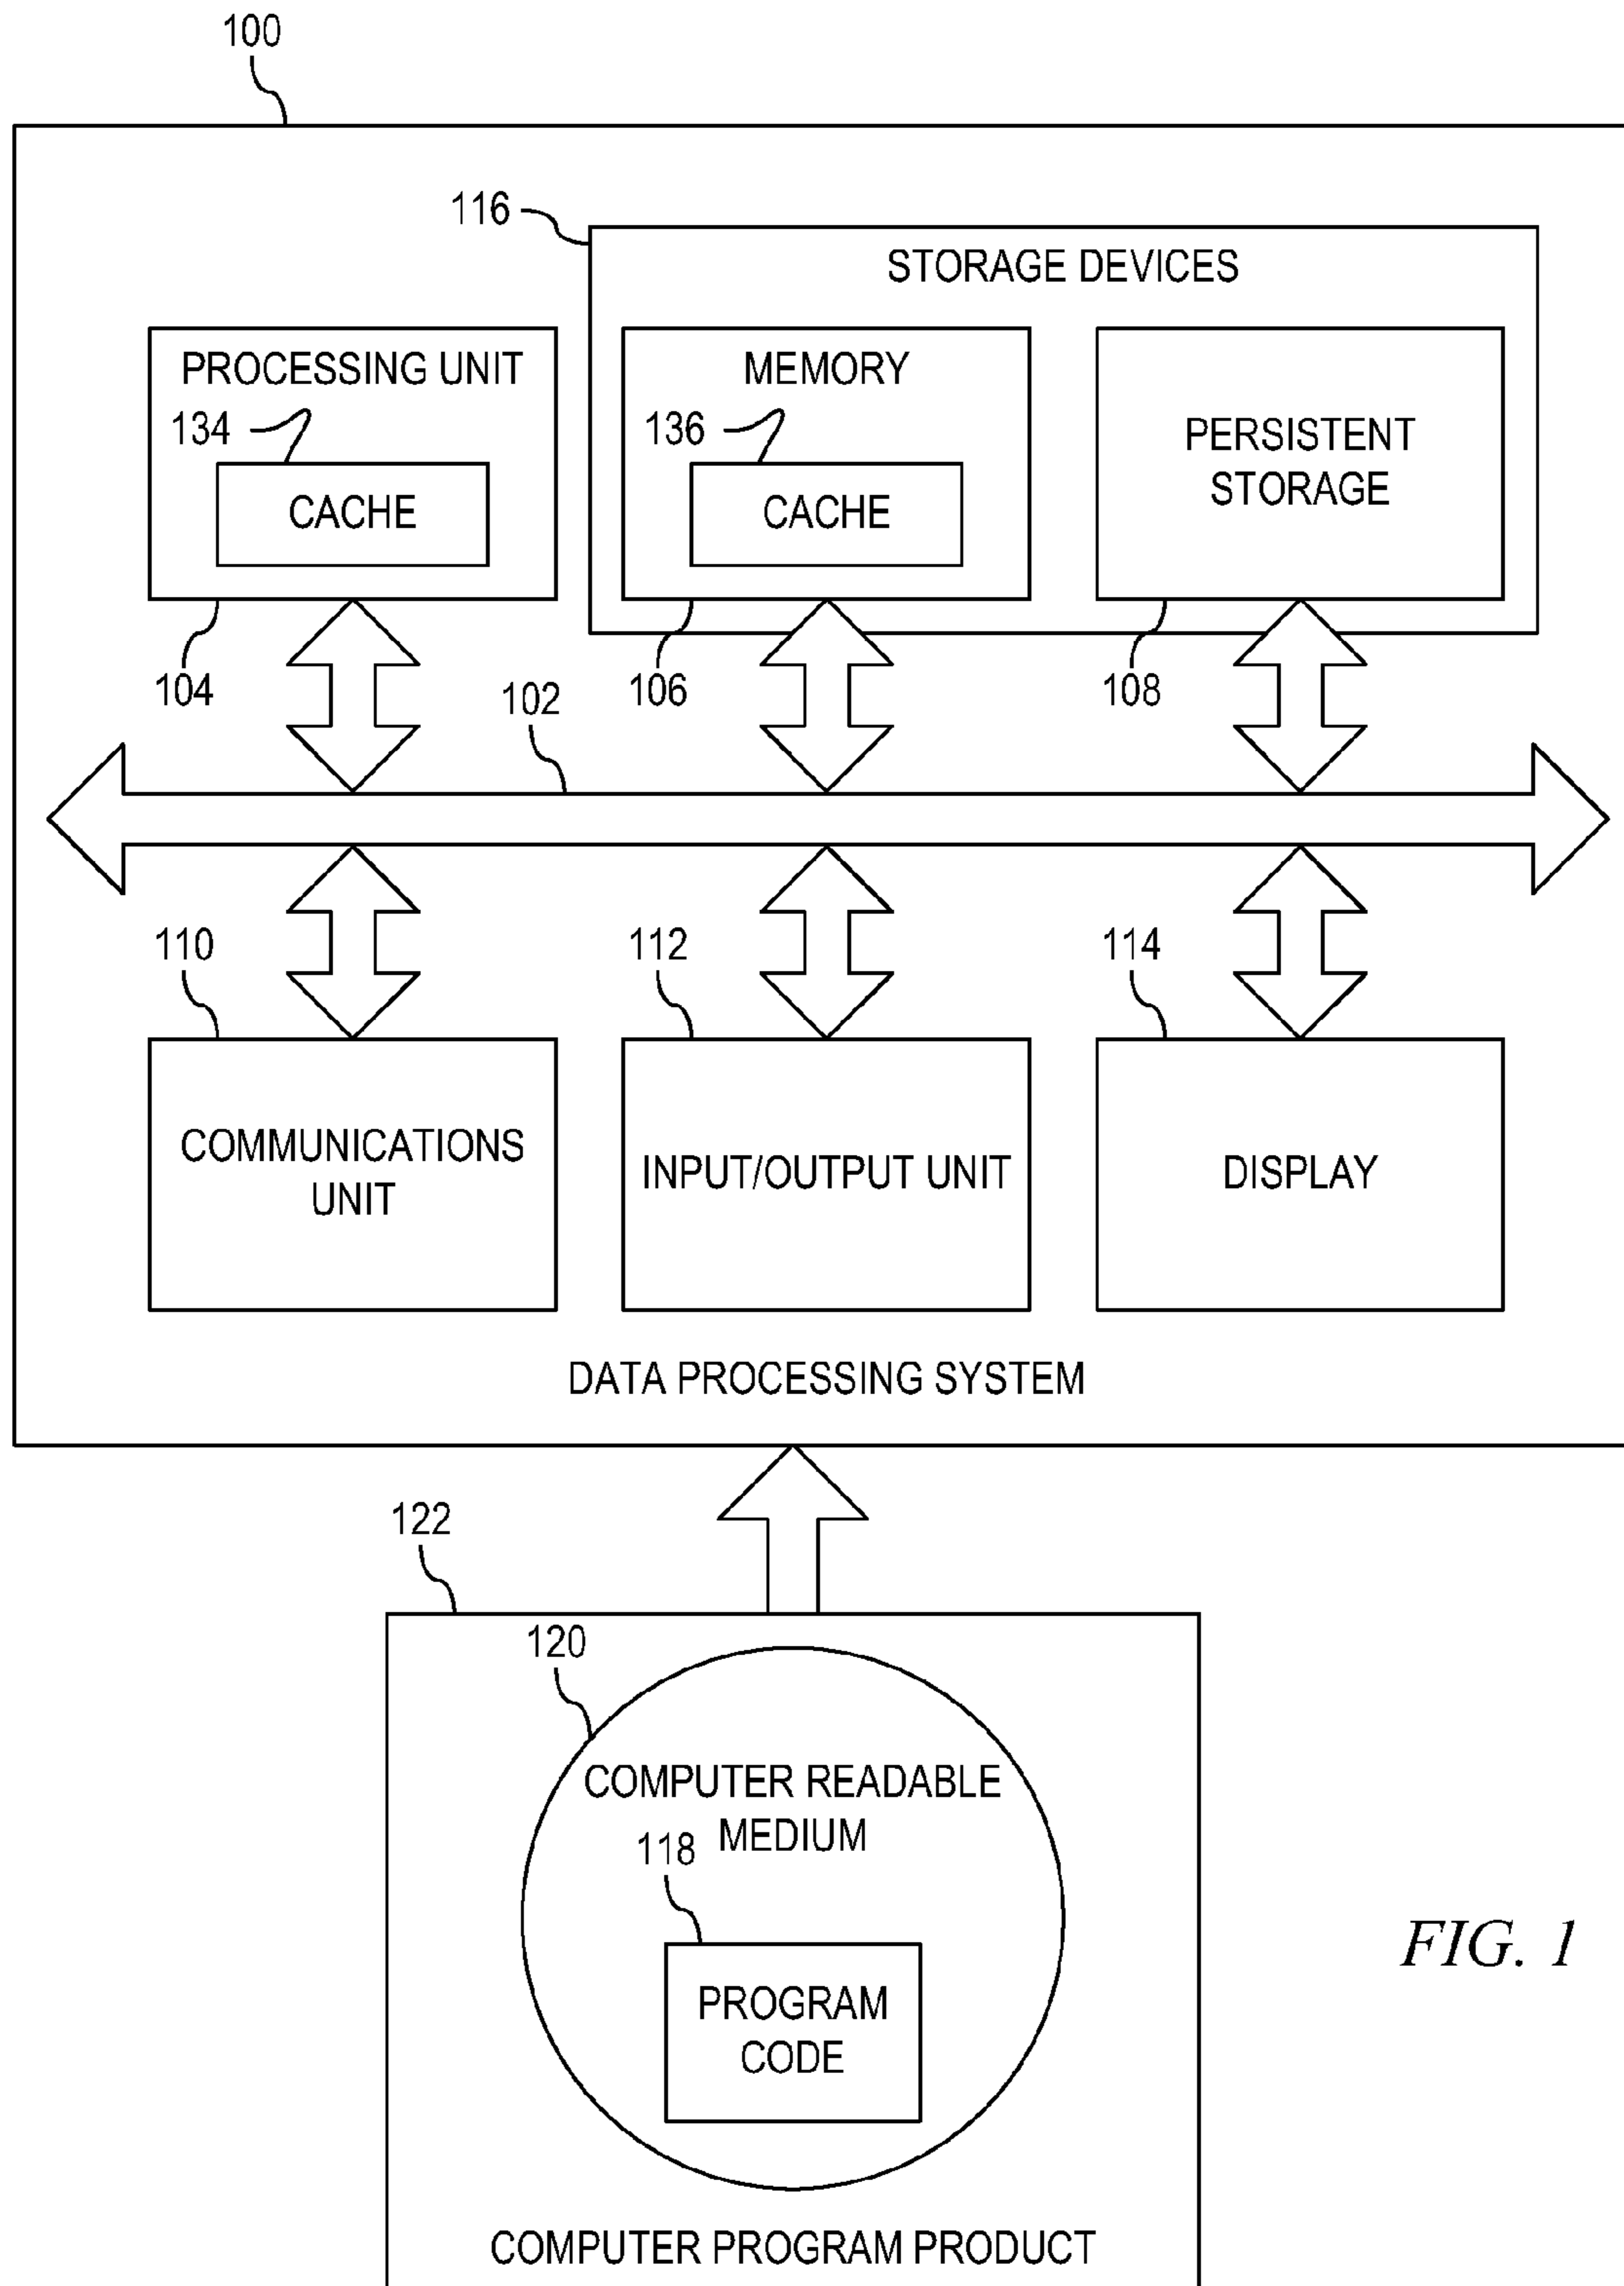 100
116
STORAGE DEVICES
PROCESSING UNIT
134
CACHE
MEMORY
136
CACHE
PERSISTENT
STORAGE
104
106
108
102
110
112
114
COMMUNICATIONS
UNIT
INPUT/OUTPUT UNIT
DISPLAY
DATA PROCESSING SYSTEM
122
120
COMPUTER READABLE
MEDIUM
118
PROGRAM
CODE
COMPUTER PROGRAM PRODUCT
FIG. 1